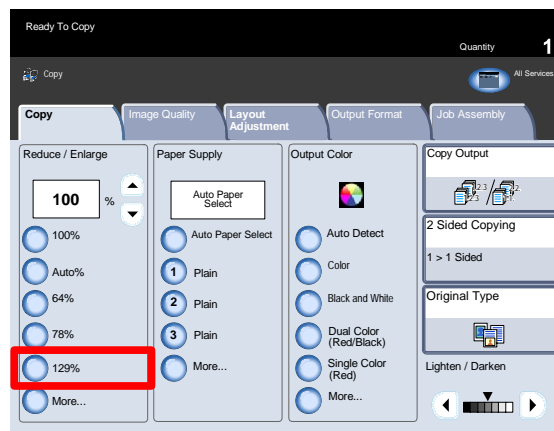 Ready To Copy
Quantity 1
Copy
All Services
Copy
Image Quality
Layout
Adjustment
Output Format
Job Assembly
Reduce / Enlarge
100 %
100%
Auto%
64%
78%
129%
More...
Paper Supply
Auto Paper
Select
Auto Paper Select
1 Plain
2 Plain
3 Plain
More...
Output Color
Auto Detect
Color
Black and White
Dual Color
(Red/Black)
Single Color
(Red)
More...
Copy Output
2 Sided Copying
1 > 1 Sided
Original Type
Lighten / Darken